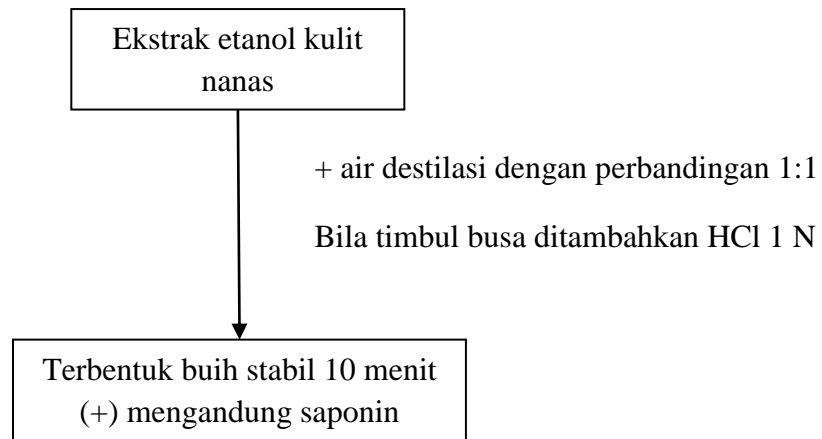 Ekstrak etanol kulit
nanas
+ air destilasi dengan perbandingan 1:1
Bila timbul busa ditambahkan HCl 1 N
Terbentuk buih stabil 10 menit
(+) mengandung saponin